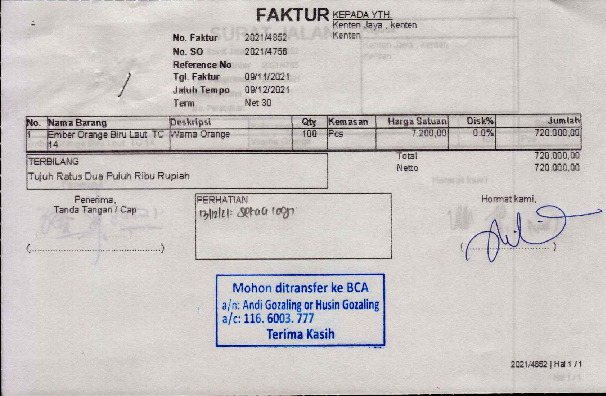 FAKTUR
KEPADA YTH.
Kenten Jaya , kenten
Kenten
No. Faktur 2021/4852
No. SO 2021/4756
Reference No
Tgl. Faktur 09/11/2021
Jatuh Tempo 09/12/2021
Term Net 30
No. Nama Barang Deskripsi Qty Kemasan Harga Satuan Disk% Jumlah
1 Ember Orange Biru Laut TC Warna Orange 100 Pcs 7.200,00 0.0% 720.000,00
14
TERBILANG Total 720.000,00
Netto 720.000,00
Tujuh Ratus Dua Puluh Ribu Rupiah
Penerima, PERHATIAN Hormat kami,
Tanda Tangan / Cap 13/12/21:
(.......................................) (.......................................)
Mohon ditransfer ke BCA
a/n: Andi Gozaling or Husin Gozaling
a/c: 116. 6003. 777
Terima Kasih
2021/4852 | Hal 1 / 1